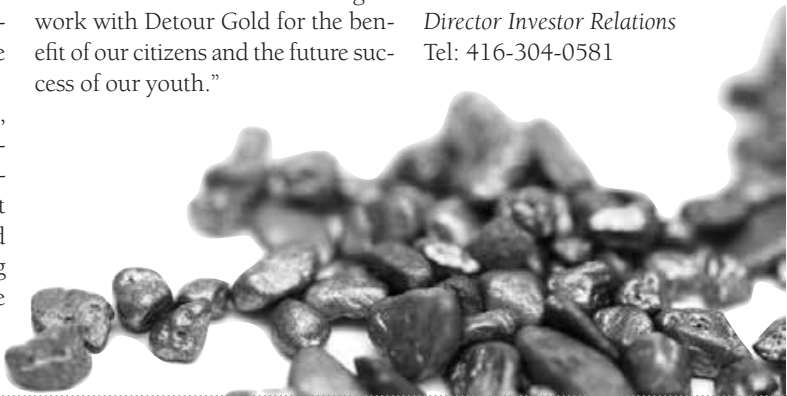 work with Detour Gold for the ben-
efit of our citizens and the future suc-
cess of our youth.”
Director Investor Relations
Tel: 416-304-0581